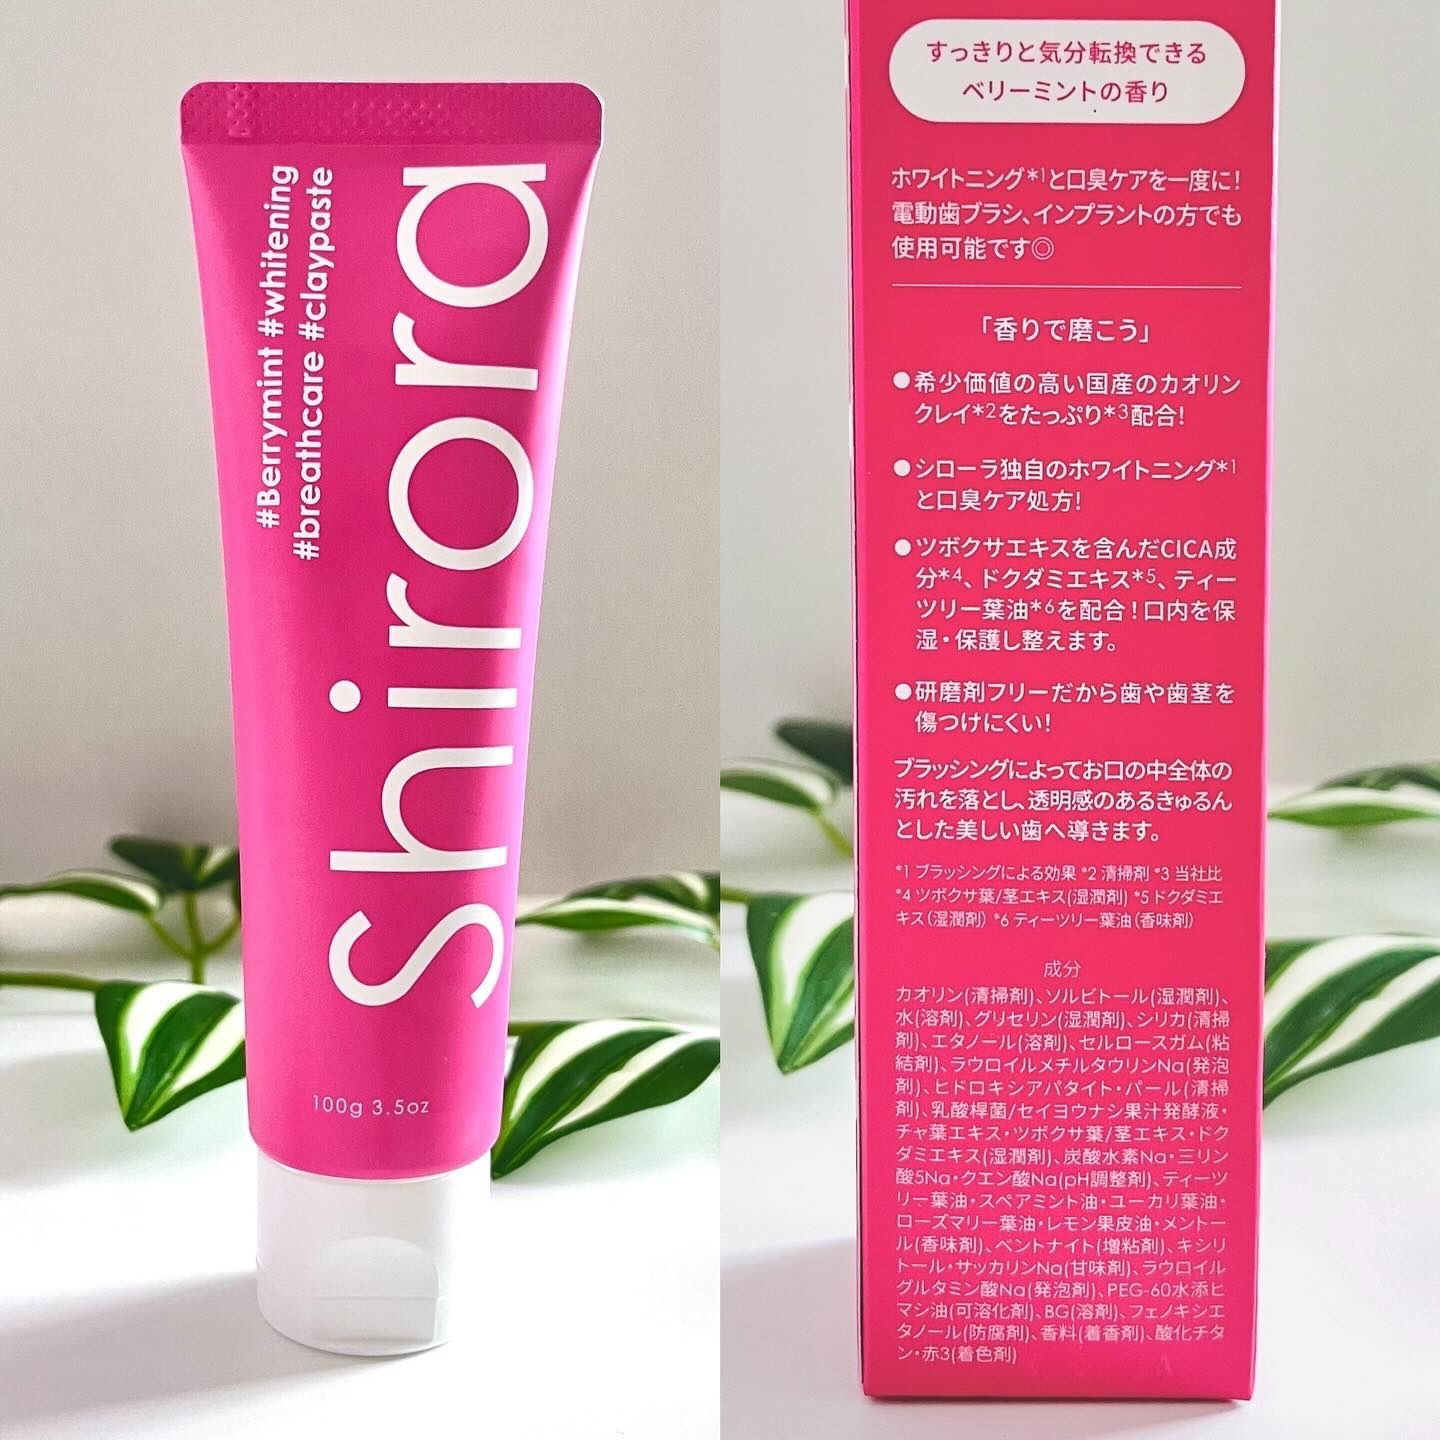 #Berrymint #whitening
#breathcare #claypaste
shirora
100g 3.5oz
すっきりと気分転換できる
ベリーミントの香り
ホワイトニング*1と口臭ケアを一度に!
電動歯ブラシ、インプラントの方でも
使用可能です◎
「香りで磨こう」
●希少価値の高い国産のカオリン
クレイ*2をたっぷり*3配合!
●シローラ独自のホワイトニング*1
と口臭ケア処方!
●ツボクサエキスを含んだCICA成
分*4、ドクダミエキス*5、ティー
ツリー葉油*6を配合!口内を保
湿・保護し整えます。
●研磨剤フリーだから歯や歯茎を
傷つけにくい!
ブラッシングによってお口の中全体の
汚れを落とし、透明感のあるきゅるん
とした美しい歯へ導きます。
*1 ブラッシングによる効果 *2 清掃剤 *3 当社比
*4 ツボクサ葉/茎エキス(湿潤剤) *5 ドクダミエ
キス(湿潤剤) *6 ティーツリー葉油(香味剤)
成分
カオリン(清掃剤)、ソルビトール(湿潤剤)、
水(溶剤)、グリセリン(湿潤剤)、シリカ(清掃
剤)、エタノール(溶剤)、セルロースガム(粘
結剤)、ラウロイルメチルタウリンNa(発泡
剤)、ヒドロキシアパタイト・パール(清掃
剤)、乳酸桿菌/セイヨウナシ果汁発酵液・
チャ葉エキス・ツボクサ葉/茎エキス・ドク
ダミエキス(湿潤剤)、炭酸水素Na・三リン
酸5Na・クエン酸Na(pH調整剤)、ティーツ
リー葉油・スペアミント油・ユーカリ葉油・
ローズマリー葉油・レモン果皮油・メントー
ル(香味剤)、ベントナイト(増粘剤)、キシリ
トール・サッカリンNa(甘味剤)、ラウロイル
グルタミン酸Na(発泡剤)、PEG-60水添ヒ
マシ油(可溶化剤)、BG(溶剤)、フェノキシエ
タノール(防腐剤)、香料(着香剤)、酸化チタ
ン・赤3(着色剤)